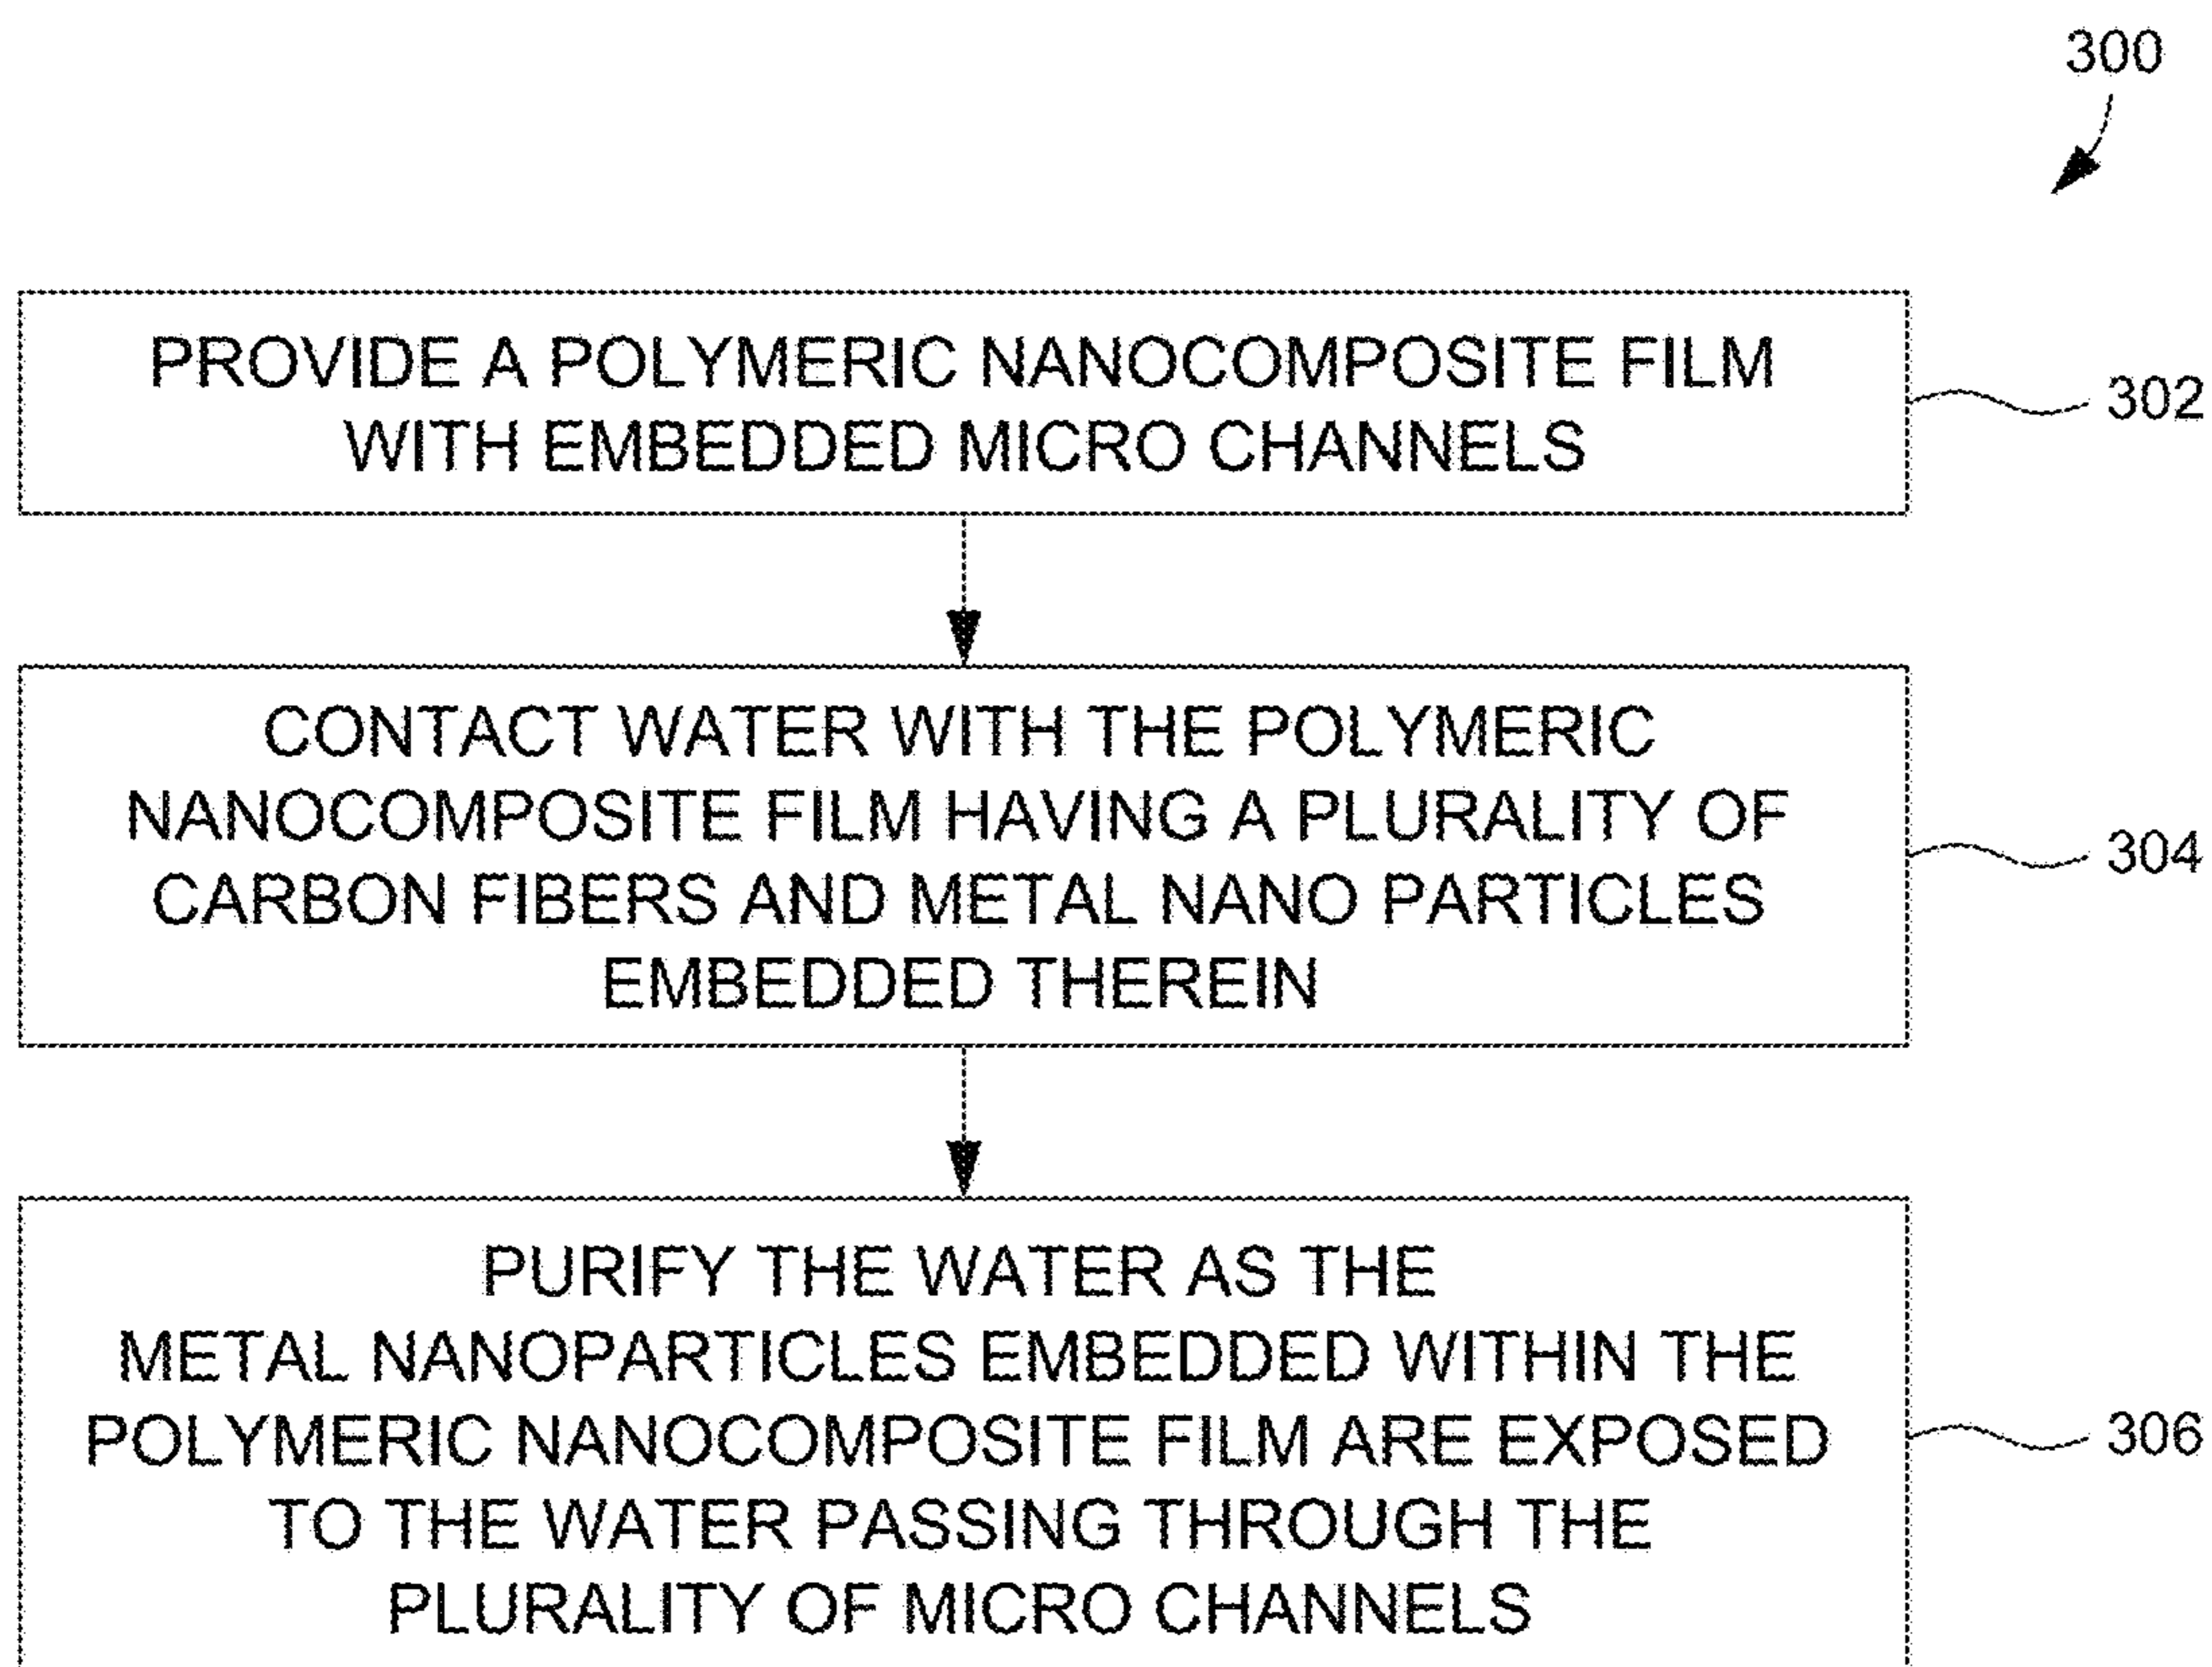 300
PROVIDE A POLYMERIC NANOCOMPOSITE FILM
WITH EMBEDDED MICRO CHANNELS
302
CONTACT WATER WITH THE POLYMERIC
NANOCOMPOSITE FILM HAVING A PLURALITY OF
CARBON FIBERS AND METAL NANO PARTICLES
EMBEDDED THEREIN
304
PURIFY THE WATER AS THE
METAL NANOPARTICLES EMBEDDED WITHIN THE
POLYMERIC NANOCOMPOSITE FILM ARE EXPOSED
TO THE WATER PASSING THROUGH THE
PLURALITY OF MICRO CHANNELS
306